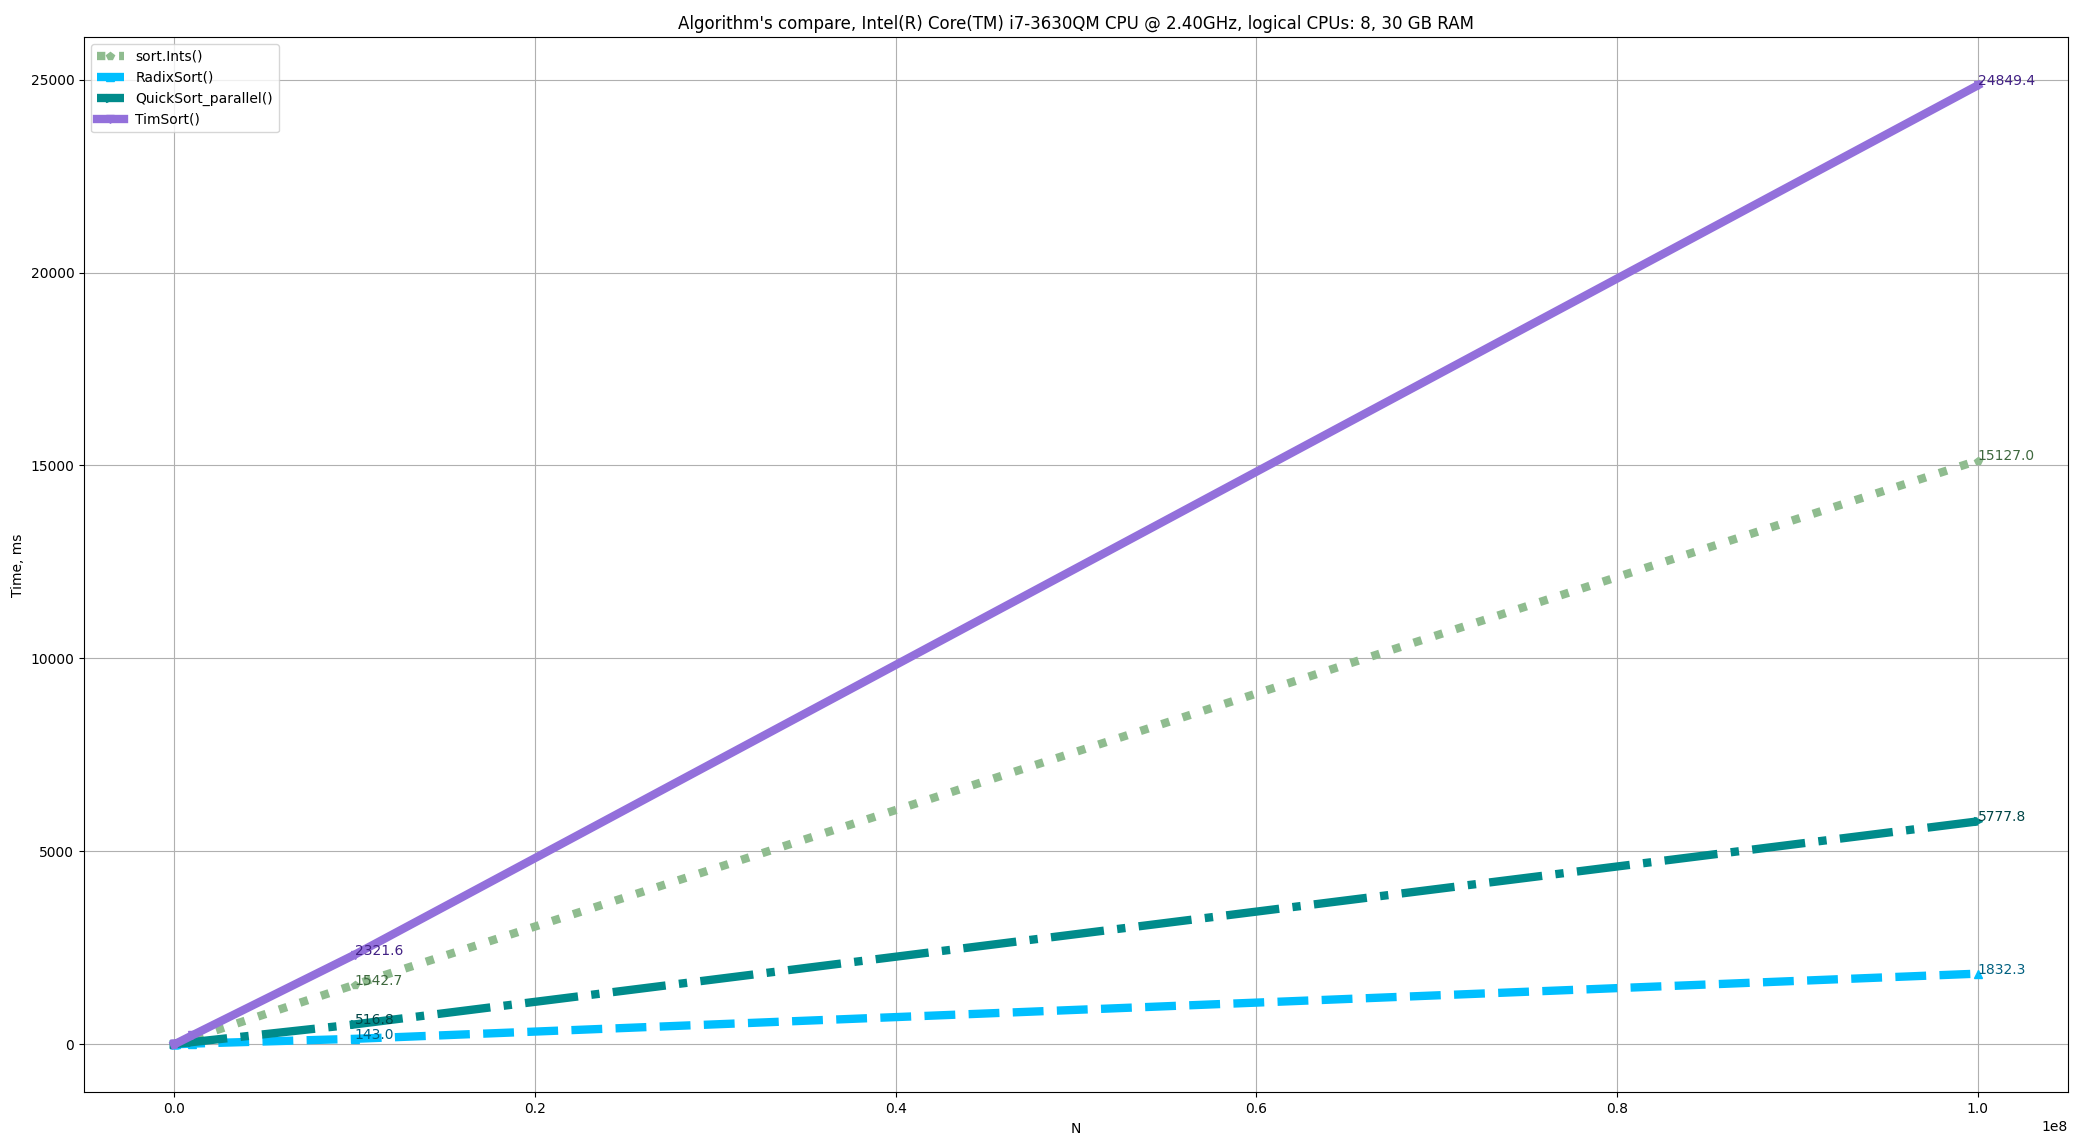 Algorithm's compare, Intel(R) Core(TM) i7-3630QM CPU @ 2.40GHz, logical CPUs: 8, 30 GB RAM
sort.Ints()
RadixSort()
QuickSort_parallel()
TimSort()
25000
20000
15000
10000
5000
0
Time, ms
24849.4
15127.0
5777.8
1832.3
2321.6
1542.7
516.8
143.0
0.0
0.2
0.4
0.6
0.8
1.0
N
1e8